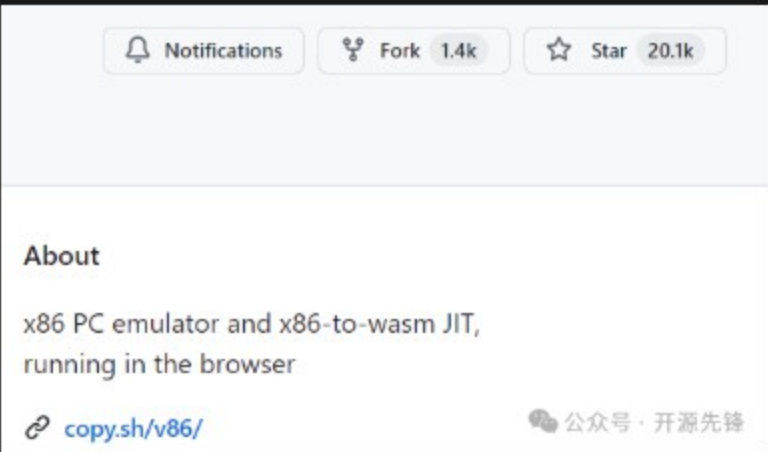 Notifications
Fork 1.4k
Star 20.1k
About
x86 PC emulator and x86-to-wasm JIT,
running in the browser
copy.sh/v86/
公众号 · 开源先锋